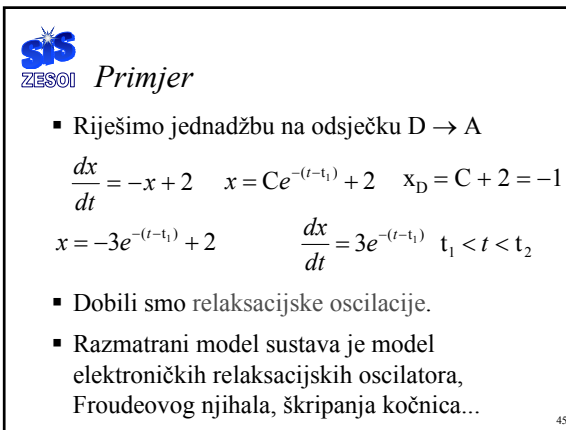 SiS
ZESOI
Primjer
▪ Riješimo jednadžbu na odsječku D → A
dx/dt = −x + 2   x = Ce^{−(t−t₁)} + 2   x_D = C + 2 = −1
x = −3e^{−(t−t₁)} + 2   dx/dt = 3e^{−(t−t₁)}   t₁ < t < t₂
▪ Dobili smo relaksacijske oscilacije.
▪ Razmatrani model sustava je model
elektroničkih relaksacijskih oscilatora,
Froudeovog njihala, škripanja kočnica...
45